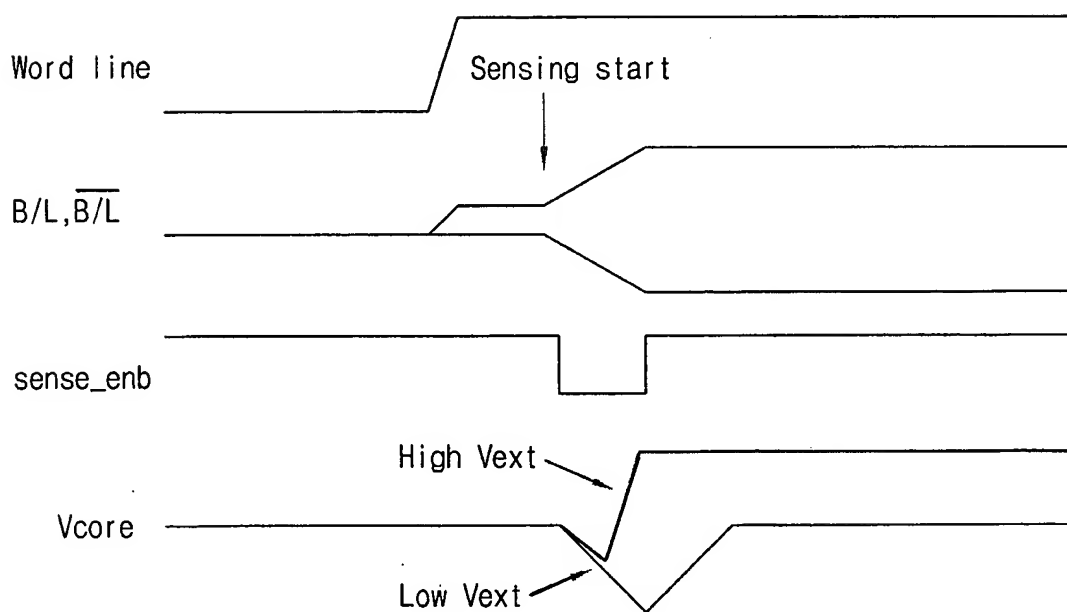 Word line
Sensing start
B/L,B̅/̅L̅
sense_enb
High Vext
Vcore
Low Vext